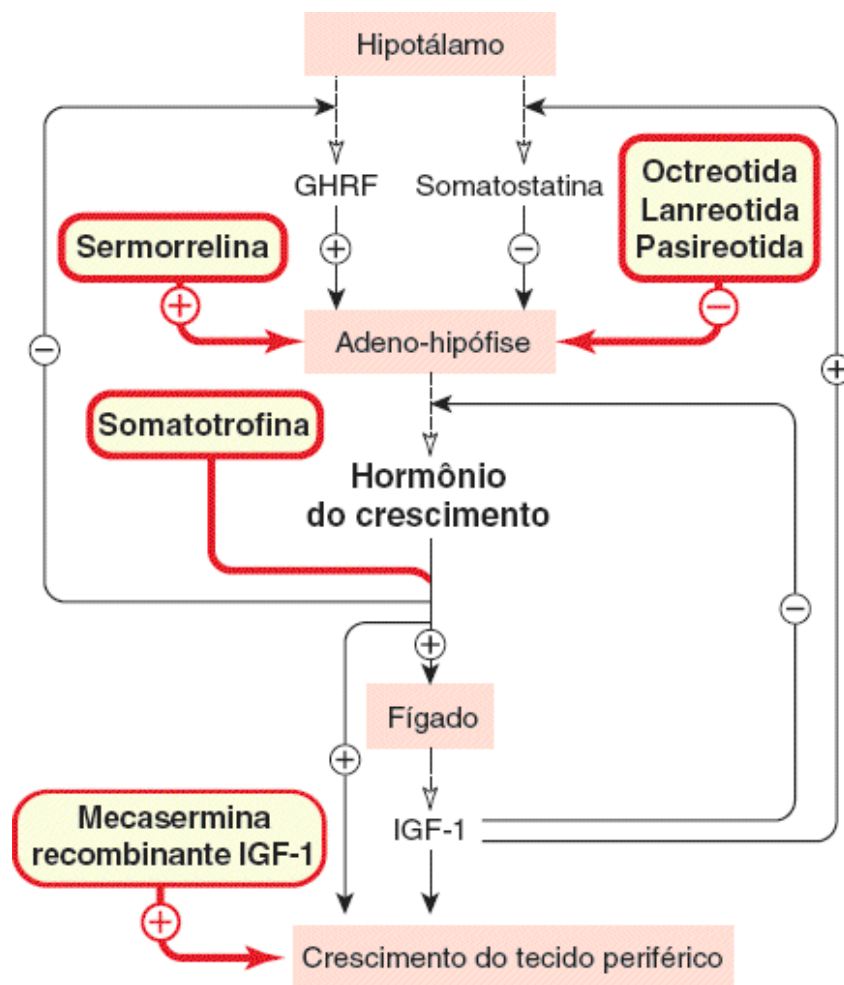 Hipotálamo
GHRF
Somatostatina
Octreotida
Lanreotida
Pasireotida
Sermorrelina
+
−
+
−
Adeno-hipófise
−
+
Somatotrofina
Hormônio
do crescimento
−
+
Fígado
+
Mecasermina
recombinante IGF-1
IGF-1
+
Crescimento do tecido periférico